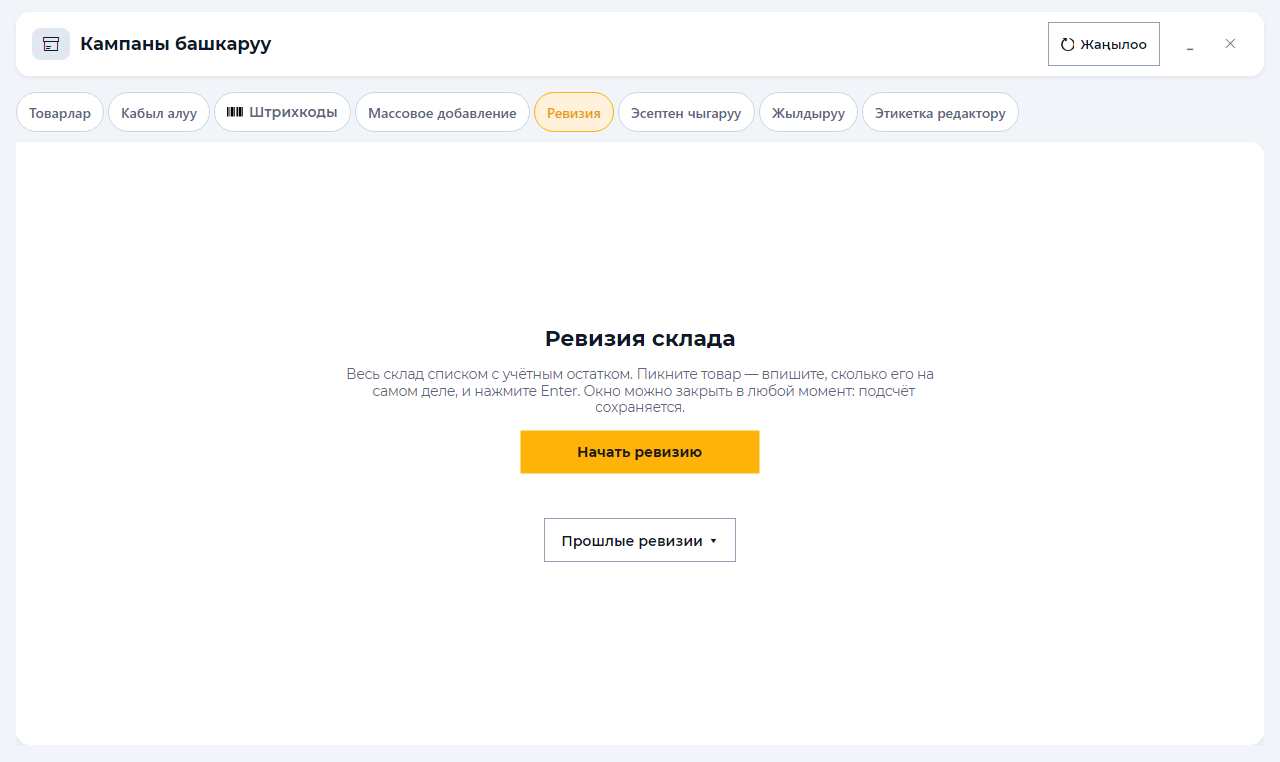 Кампаны башкаруу
Жаңылоо
Товарлар
Кабыл алуу
Штрихкоды
Массовое добавление
Ревизия
Эсептен чыгаруу
Жылдыруу
Этикетка редактору
Ревизия склада
Весь склад списком с учётным остатком. Пикните товар — впишите, сколько его на
самом деле, и нажмите Enter. Окно можно закрыть в любой момент: подсчёт
сохраняется.
Начать ревизию
Прошлые ревизии